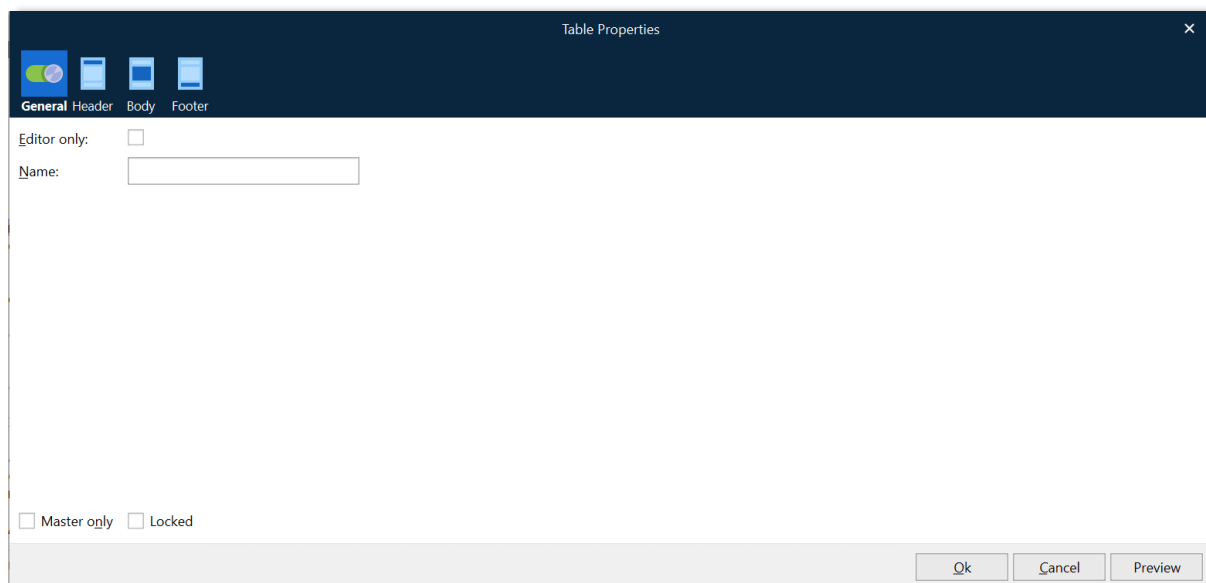 Table Properties
General Header Body Footer
Editor only:
Name:
Master only Locked
Ok Cancel Preview